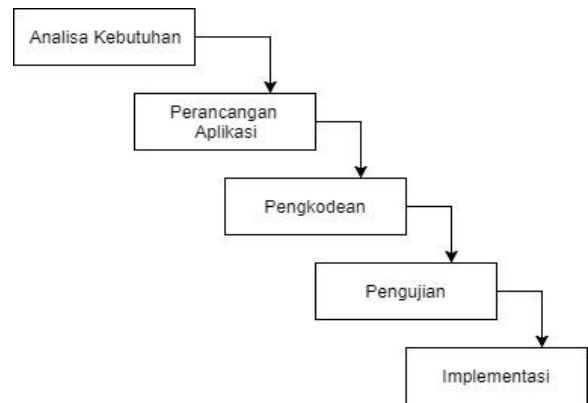 Analisa Kebutuhan
Perancangan
Aplikasi
Pengkodean
Pengujian
Implementasi